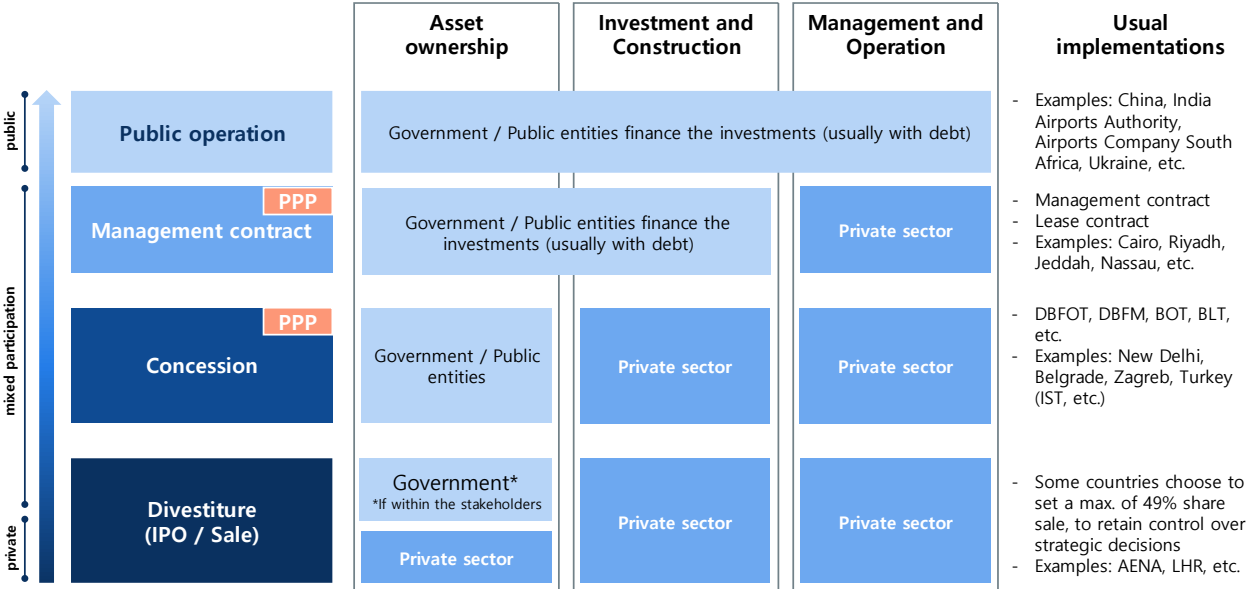 Asset
ownership
Investment and
Construction
Management and
Operation
Usual
implementations
public
Public operation
Government / Public entities finance the investments (usually with debt)
- Examples: China, India
Airports Authority,
Airports Company South
Africa, Ukraine, etc.
mixed participation
PPP
Management contract
Government / Public entities finance the
investments (usually with debt)
Private sector
- Management contract
- Lease contract
- Examples: Cairo, Riyadh,
Jeddah, Nassau, etc.
PPP
Concession
Government / Public
entities
Private sector
Private sector
- DBFOT, DBFM, BOT, BLT,
etc.
- Examples: New Delhi,
Belgrade, Zagreb, Turkey
(IST, etc.)
private
Divestiture
(IPO / Sale)
Government*
*If within the stakeholders
Private sector
Private sector
Private sector
- Some countries choose to
set a max. of 49% share
sale, to retain control over
strategic decisions
- Examples: AENA, LHR, etc.